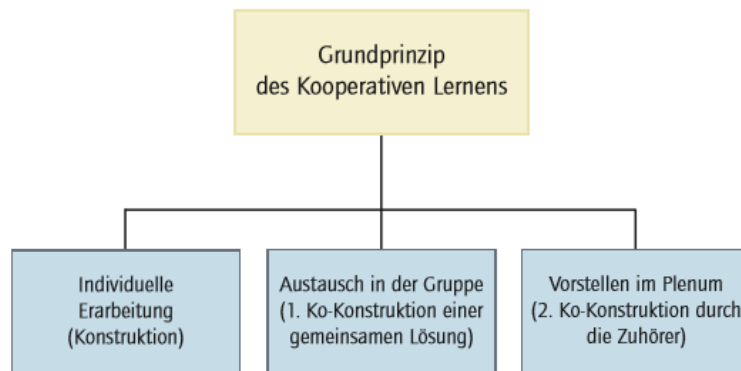 Grundprinzip
des Kooperativen Lernens
Individuelle
Erarbeitung
(Konstruktion)
Austausch in der Gruppe
(1. Ko-Konstruktion einer
gemeinsamen Lösung)
Vorstellen im Plenum
(2. Ko-Konstruktion durch
die Zuhörer)